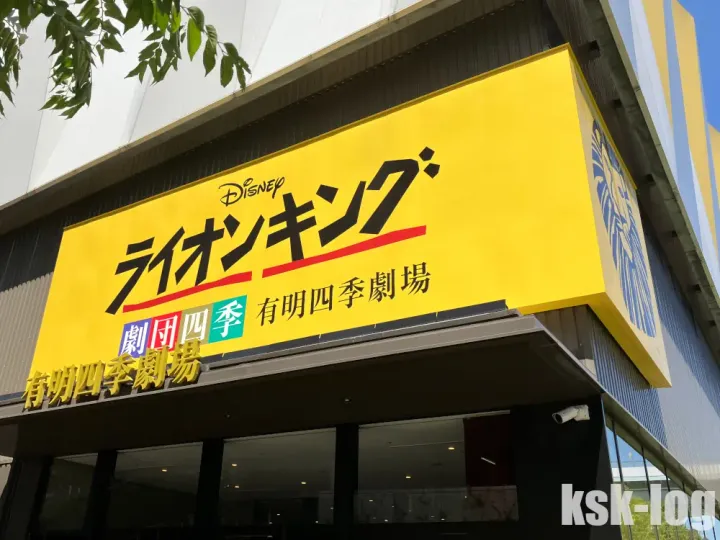 Disney
ライオンキング
劇団四季 有明四季劇場
有明四季劇場
ksk-log